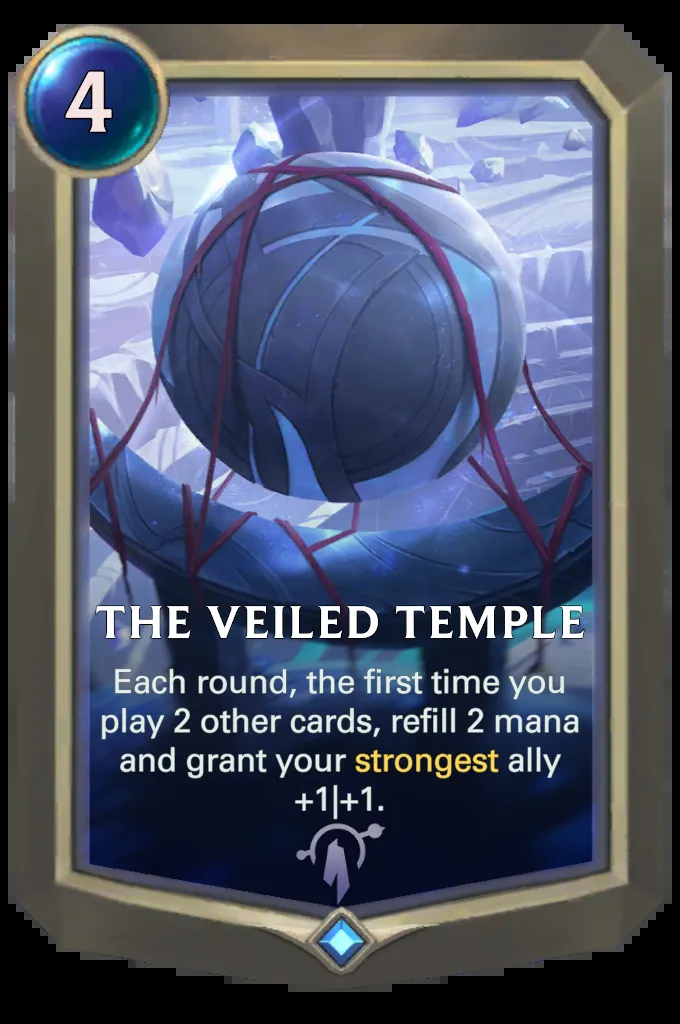 4
THE VEILED TEMPLE
Each round, the first time you
play 2 other cards, refill 2 mana
and grant your strongest ally
+1|+1.